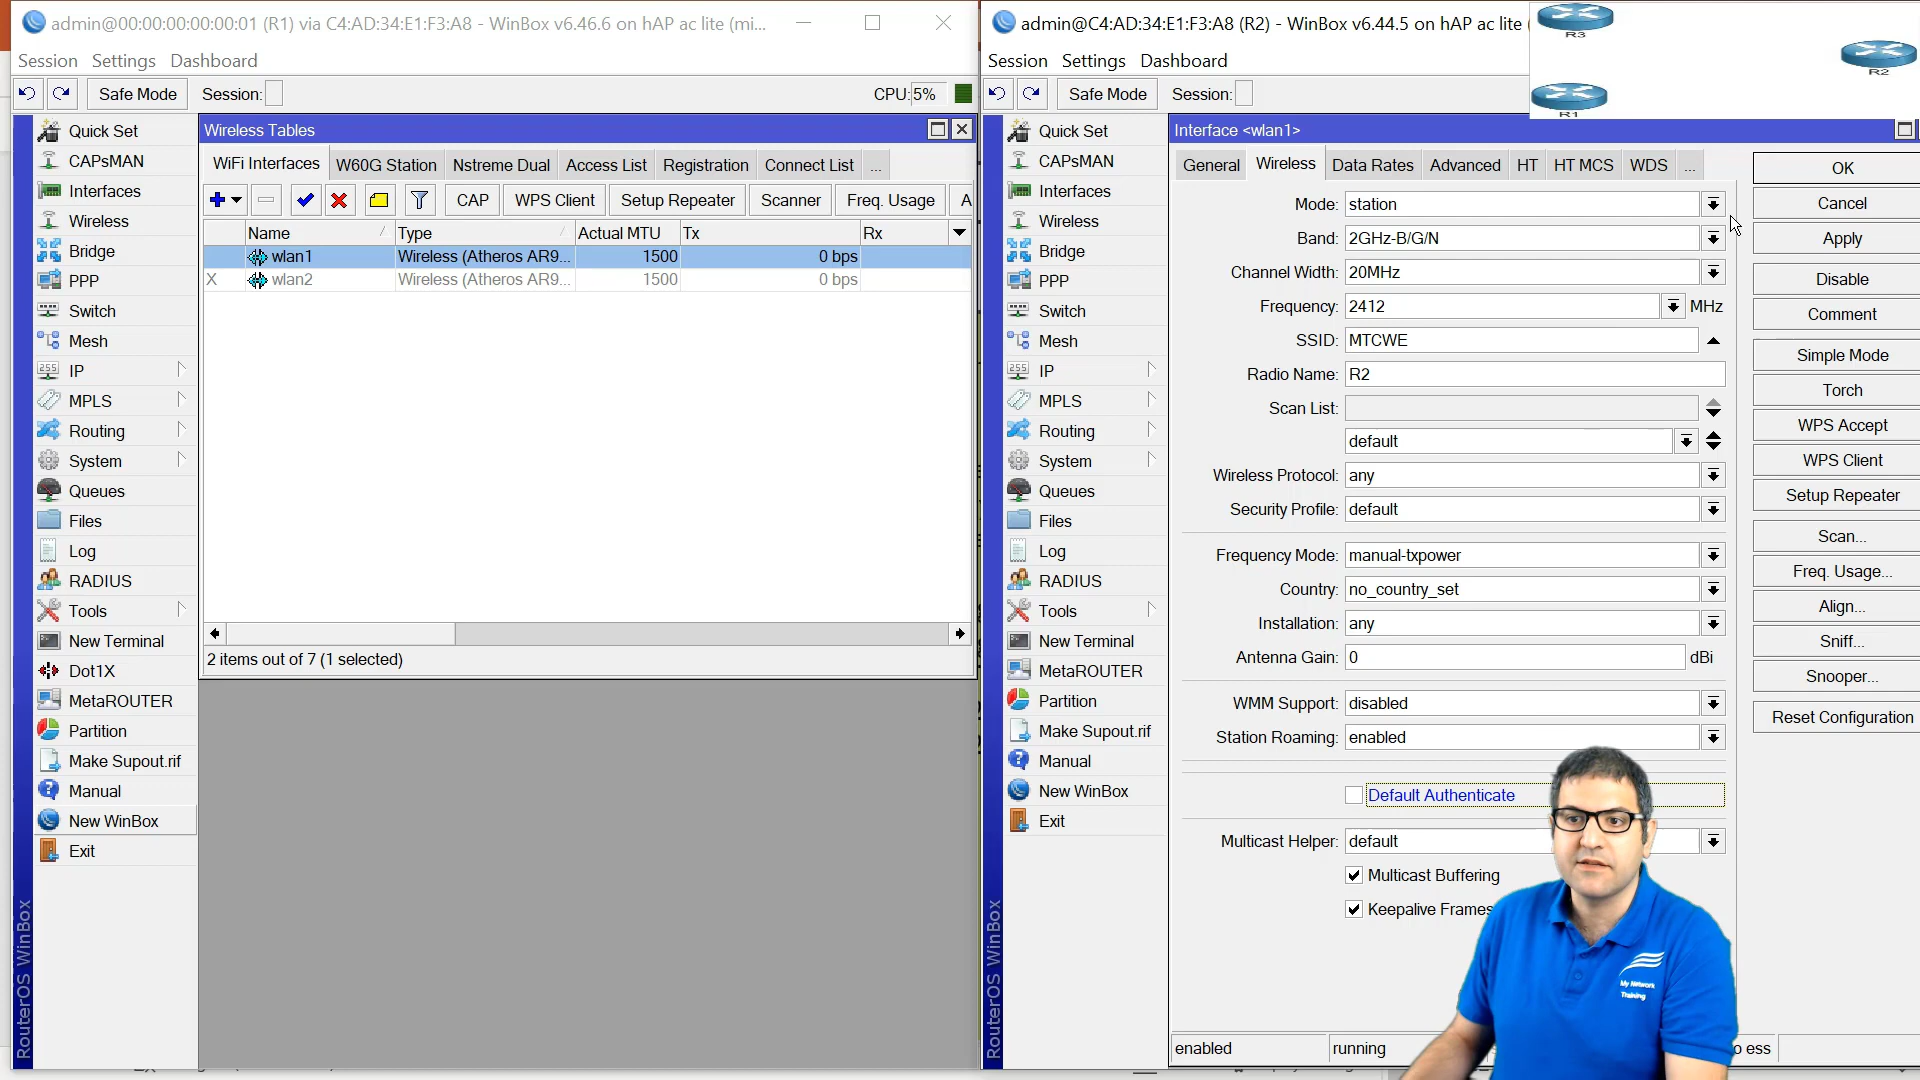 admin@00:00:00:00:00:01 (R1) via C4:AD:34:E1:F3:A8 - WinBox v6.46.6 on hAP ac lite (mi...
Session Settings Dashboard
Safe Mode Session: CPU: 5%
Quick Set
CAPsMAN
Interfaces
Wireless
Bridge
PPP
Switch
Mesh
IP
MPLS
Routing
System
Queues
Files
Log
RADIUS
Tools
New Terminal
Dot1X
MetaROUTER
Partition
Make Supout.rif
Manual
New WinBox
Exit
RouterOS WinBox
Wireless Tables
WiFi Interfaces W60G Station Nstreme Dual Access List Registration Connect List ...
CAP WPS Client Setup Repeater Scanner Freq. Usage A
Name Type Actual MTU Tx Rx
wlan1 Wireless (Atheros AR9... 1500 0 bps
X wlan2 Wireless (Atheros AR9... 1500 0 bps
2 items out of 7 (1 selected)
admin@C4:AD:34:E1:F3:A8 (R2) - WinBox v6.44.5 on hAP ac lite (
Session Settings Dashboard
Safe Mode Session:
R3
R2
R1
Quick Set
CAPsMAN
Interfaces
Wireless
Bridge
PPP
Switch
Mesh
IP
MPLS
Routing
System
Queues
Files
Log
RADIUS
Tools
New Terminal
MetaROUTER
Partition
Make Supout.rif
Manual
New WinBox
Exit
RouterOS WinBox
Interface <wlan1>
General Wireless Data Rates Advanced HT HT MCS WDS ...
Mode: station
Band: 2GHz-B/G/N
Channel Width: 20MHz
Frequency: 2412 MHz
SSID: MTCWE
Radio Name: R2
Scan List:
default
Wireless Protocol: any
Security Profile: default
Frequency Mode: manual-txpower
Country: no_country_set
Installation: any
Antenna Gain: 0 dBi
WMM Support: disabled
Station Roaming: enabled
Default Authenticate
Multicast Helper: default
Multicast Buffering
Keepalive Frames
enabled running o ess
OK
Cancel
Apply
Disable
Comment
Simple Mode
Torch
WPS Accept
WPS Client
Setup Repeater
Scan...
Freq. Usage...
Align...
Sniff...
Snooper...
Reset Configuration
My Network
Training